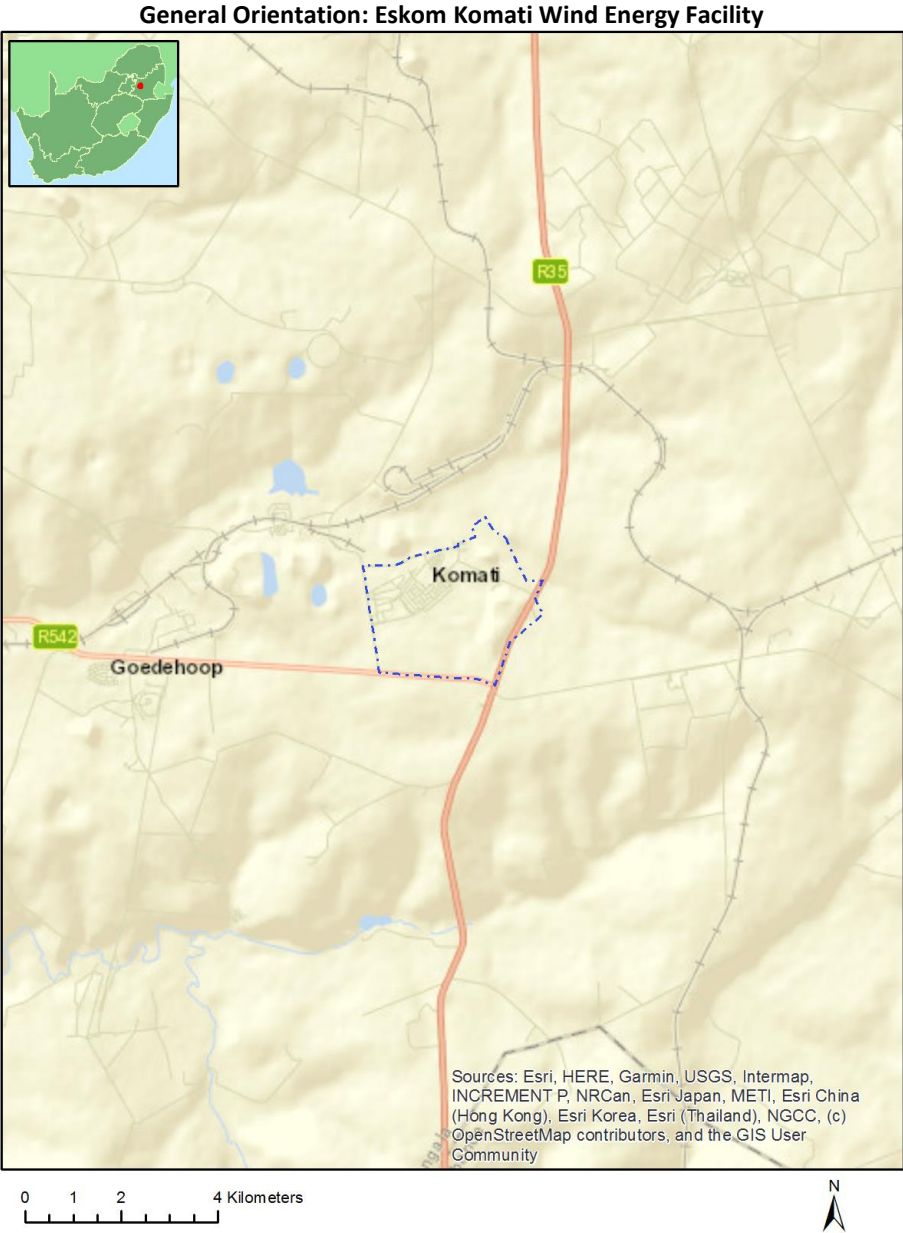 General Orientation: Eskom Komati Wind Energy Facility
R35
Komati
R542
Goedehoop
Sources: Esri, HERE, Garmin, USGS, Intermap,
INCREMENT P, NRCan, Esri Japan, METI, Esri China
(Hong Kong), Esri Korea, Esri (Thailand), NGCC, (c)
OpenStreetMap contributors, and the GIS User
Community
0 1 2 4 Kilometers
N